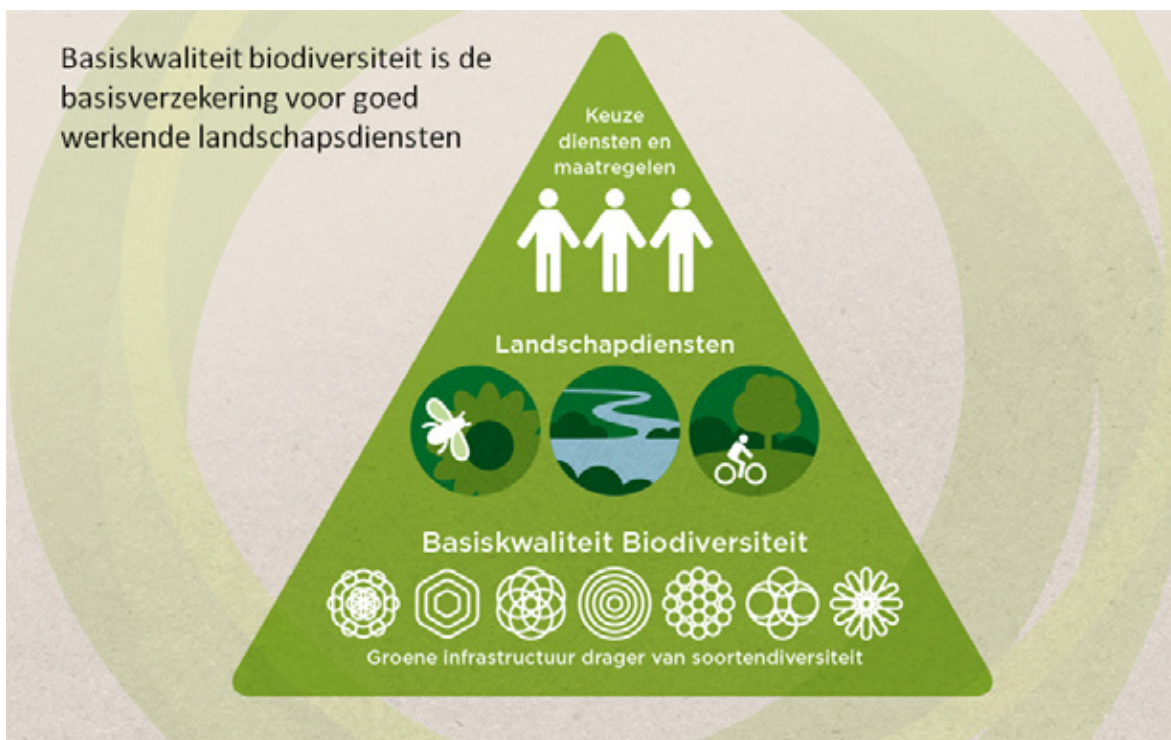 Basiskwaliteit biodiversiteit is de
basisverzekering voor goed
werkende landschapsdiensten
Keuze
diensten en
maatregelen
Landschapdiensten
Basiskwaliteit Biodiversiteit
Groene infrastructuur drager van soortendiversiteit